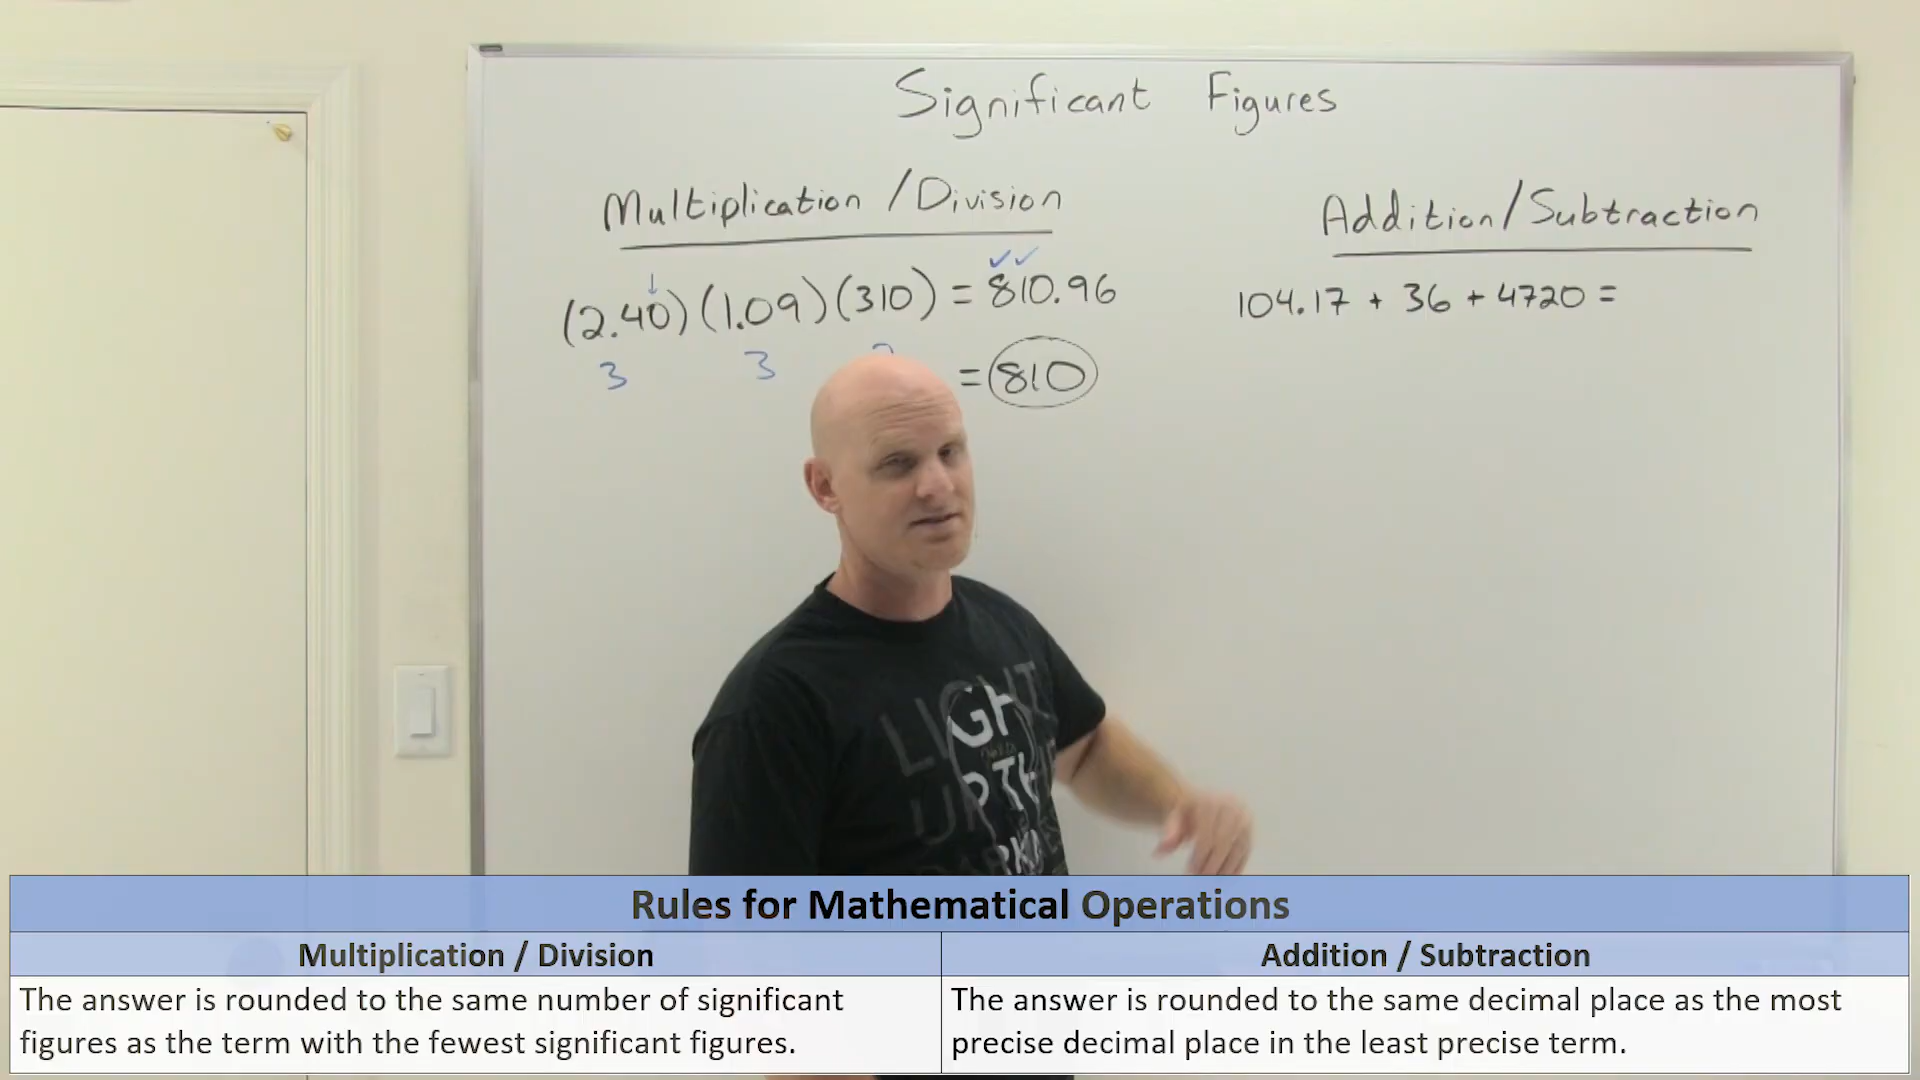 Significant Figures
Multiplication / Division
(2.40)(1.09)(310) = 810.96
3 3
= 810
Addition/Subtraction
104.17 + 36 + 4720 =
LIGHT
UP THE
Rules for Mathematical Operations
Multiplication / Division
The answer is rounded to the same number of significant
figures as the term with the fewest significant figures.
Addition / Subtraction
The answer is rounded to the same decimal place as the most
precise decimal place in the least precise term.